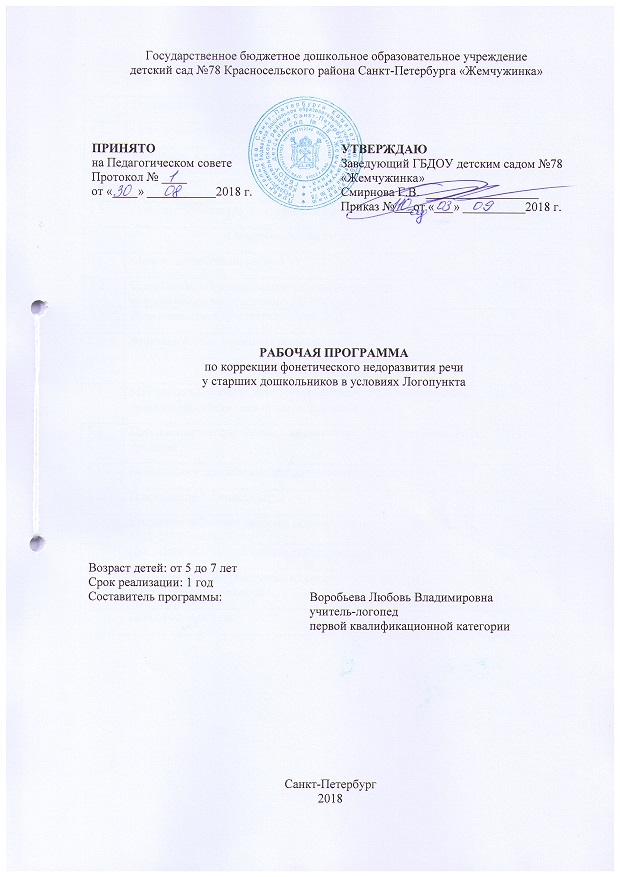 Государственное бюджетное дошкольное образовательное учреждение
детский сад №78 Красносельского района Санкт-Петербурга «Жемчужинка»
ПРИНЯТО
на Педагогическом совете
Протокол № 1
от «30» 08 2018 г.
УТВЕРЖДАЮ
Заведующий ГБДОУ детским садом №78
«Жемчужинка»
Смирнова Г.В.
Приказ № от «03» 09 2018 г.
РАБОЧАЯ ПРОГРАММА
по коррекции фонетического недоразвития речи
у старших дошкольников в условиях Логопункта
Возраст детей: от 5 до 7 лет
Срок реализации: 1 год
Составитель программы: Воробьева Любовь Владимировна
учитель-логопед
первой квалификационной категории
Санкт-Петербург
2018